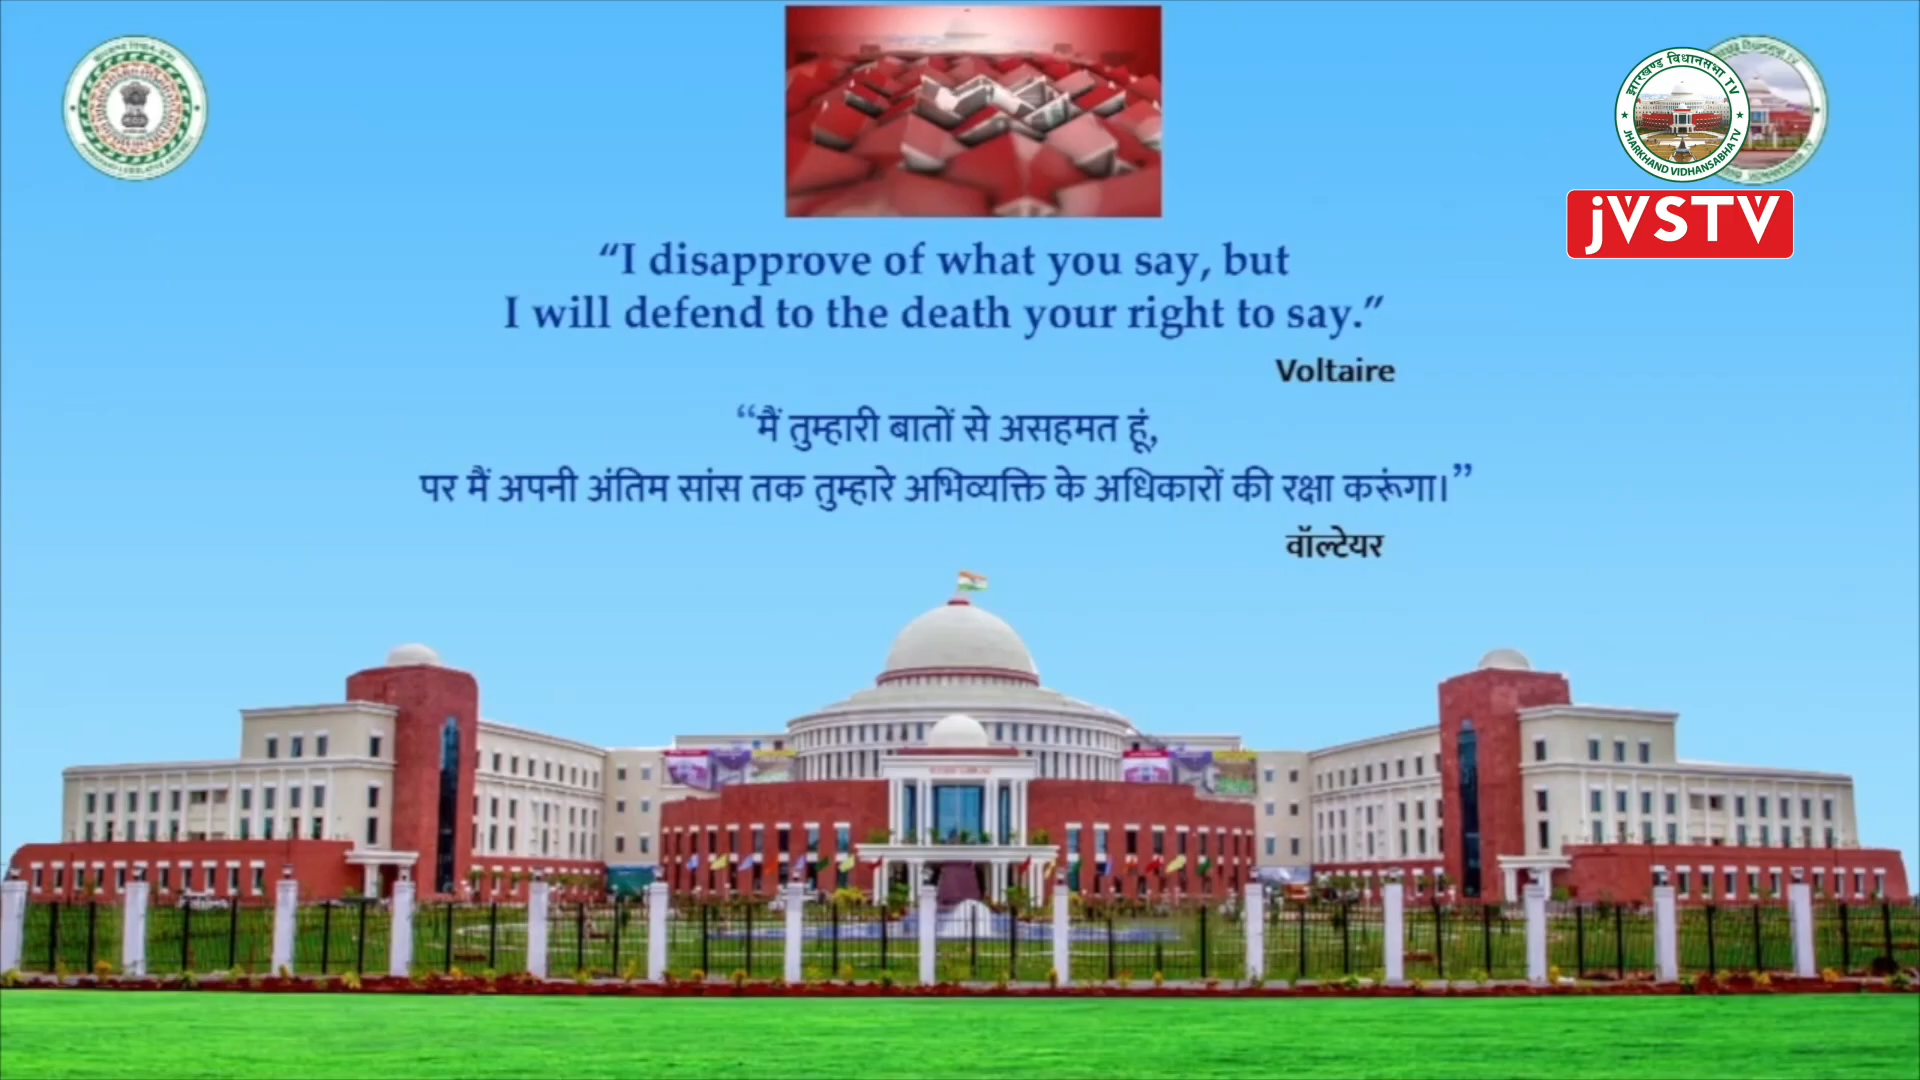 झारखण्ड विधानसभा TV
JHARKHAND VIDHANSABHA TV
jVSTV
“I disapprove of what you say, but
I will defend to the death your right to say.”
Voltaire
“मैं तुम्हारी बातों से असहमत हूं,
पर मैं अपनी अंतिम सांस तक तुम्हारे अभिव्यक्ति के अधिकारों की रक्षा करूंगा।”
वॉल्टेयर